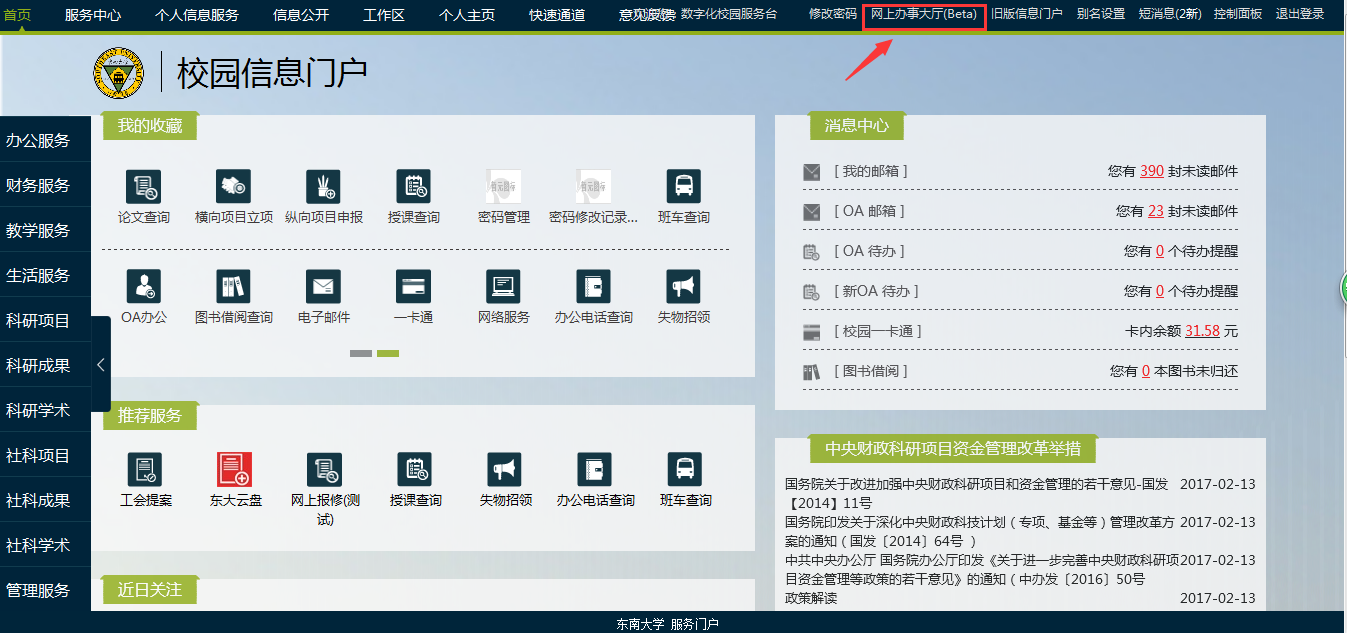 首页 服务中心 个人信息服务 信息公开 工作区 个人主页 快速通道 意见反馈 数字化校园服务台 修改密码 网上办事大厅(Beta) 旧版信息门户 别名设置 短消息(2新) 控制面板 退出登录
校园信息门户
办公服务
财务服务
教学服务
生活服务
科研项目
科研成果
科研学术
社科项目
社科成果
社科学术
管理服务
我的收藏
论文查询 横向项目立项 纵向项目申报 授课查询 密码管理 密码修改记录... 班车查询
OA办公 图书借阅查询 电子邮件 一卡通 网络服务 办公电话查询 失物招领
推荐服务
工会提案 东大云盘 网上报修(测 授课查询 失物招领 办公电话查询 班车查询
试)
近日关注
消息中心
[ 我的邮箱 ] 您有 390 封未读邮件
[ OA 邮箱 ] 您有 23 封未读邮件
[ OA 待办 ] 您有 0 个待办提醒
[ 新OA 待办 ] 您有 0 个待办提醒
[ 校园一卡通 ] 卡内余额 31.58 元
[ 图书借阅 ] 您有 0 本图书未归还
中央财政科研项目资金管理改革举措
国务院关于改进加强中央财政科研项目和资金管理的若干意见-国发 2017-02-13
【2014】11号
国务院印发关于深化中央财政科技计划（专项、基金等）管理改革方 2017-02-13
案的通知（国发〔2014〕64号 ）
中共中央办公厅 国务院办公厅印发《关于进一步完善中央财政科研项 2017-02-13
目资金管理等政策的若干意见》的通知（中办发〔2016〕50号
政策解读 2017-02-13
东南大学 服务门户